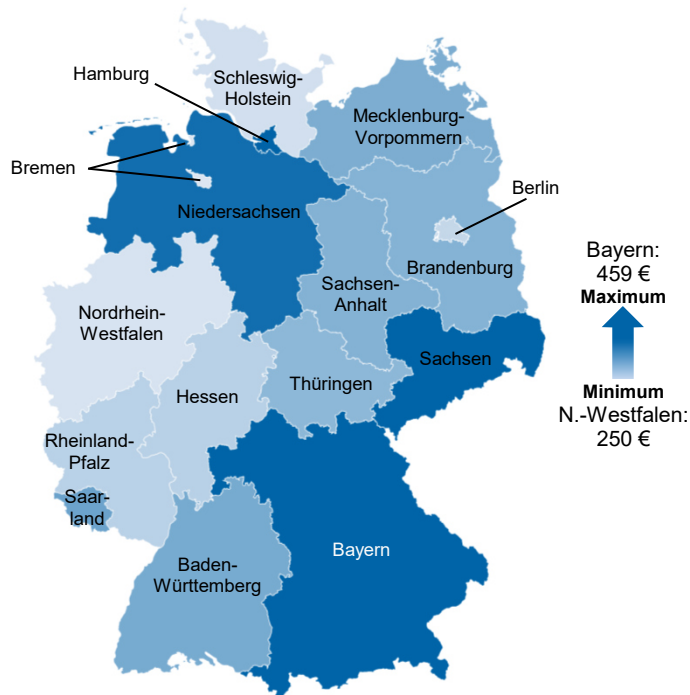 Hamburg
Schleswig-
Holstein
Mecklenburg-
Vorpommern
Bremen
Berlin
Niedersachsen
Brandenburg
Sachsen-
Anhalt
Nordrhein-
Westfalen
Sachsen
Thüringen
Hessen
Rheinland-
Pfalz
Saar-
land
Bayern
Baden-
Württemberg
Bayern:
459 €
Maximum
Minimum
N.-Westfalen:
250 €